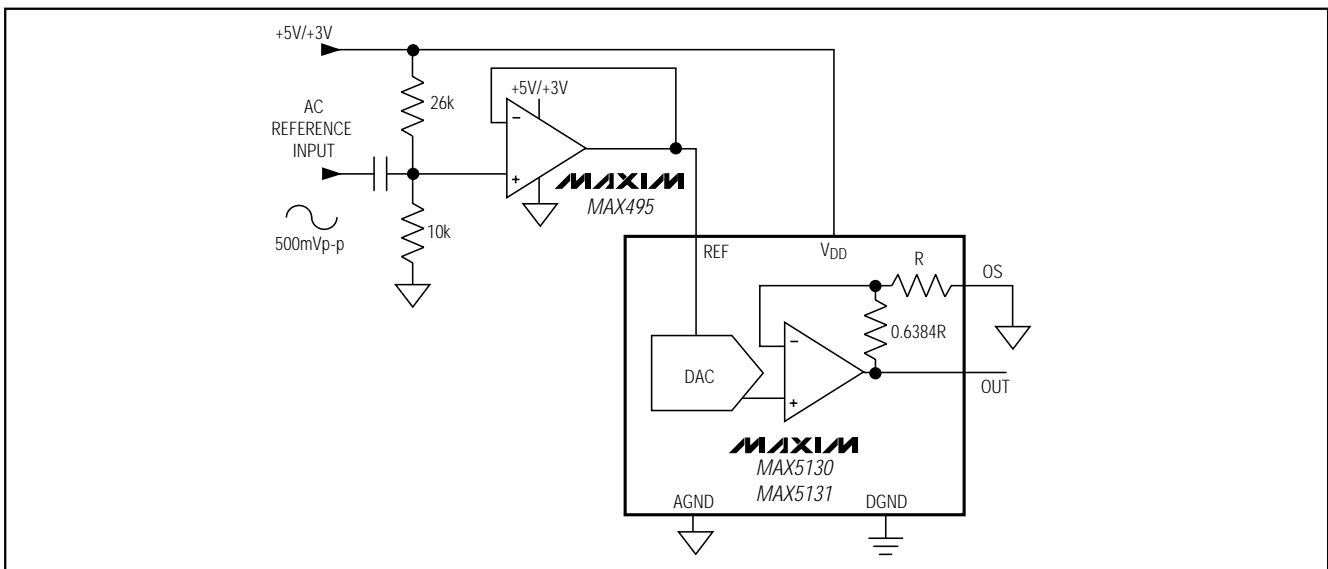 +5V/+3V
26k
+5V/+3V
AC
REFERENCE
INPUT
−
+
MAXIM
MAX495
10k
500mVp-p
REF
VDD
R
OS
0.6384R
−
DAC
+
OUT
MAXIM
MAX5130
MAX5131
AGND
DGND